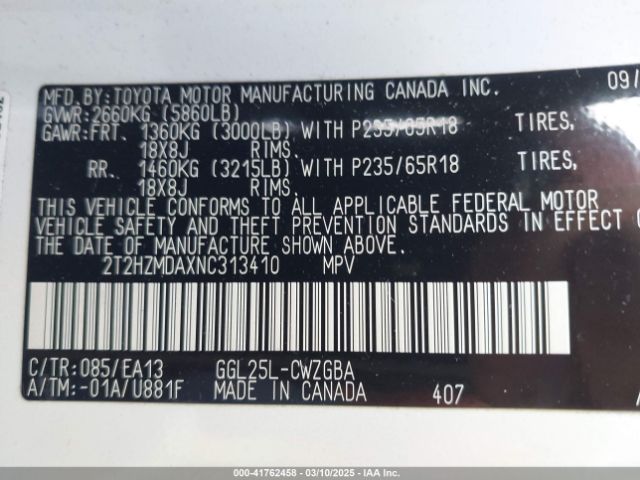 MFD.BY:TOYOTA MOTOR MANUFACTURING CANADA INC. 09/
GVWR:2660KG (5860LB)
GAWR:FRT. 1360KG (3000LB) WITH P235/65R18 TIRES,
18X8J RIMS.
RR. 1460KG (3215LB) WITH P235/65R18 TIRES,
18X8J RIMS.
THIS VEHICLE CONFORMS TO ALL APPLICABLE FEDERAL MOTOR
VEHICLE SAFETY AND THEFT PREVENTION STANDARDS IN EFFECT
THE DATE OF MANUFACTURE SHOWN ABOVE.
2T2HZMDAXNC313410 MPV
C/TR:085/EA13 GGL25L-CWZGBA
A/TM:-01A/U881F MADE IN CANADA 407
000-41762458 - 03/10/2025 - IAA Inc.